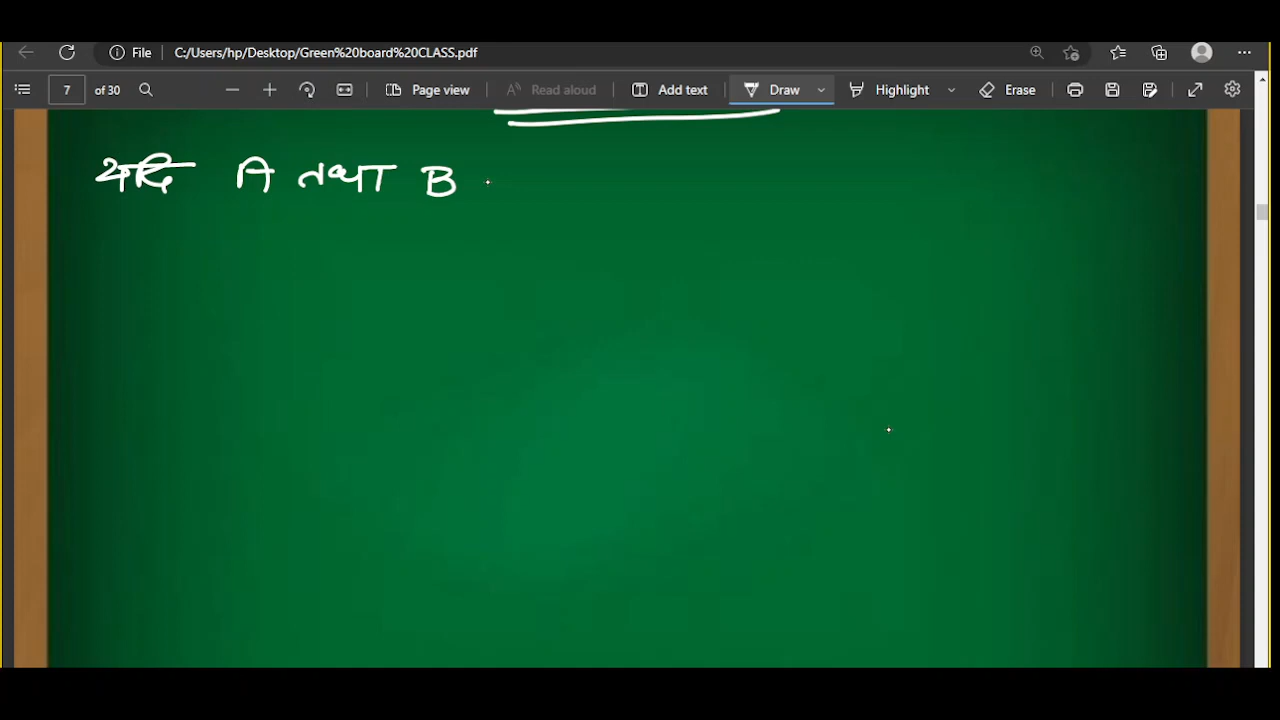 File C:/Users/hp/Desktop/Green%20board%20CLASS.pdf
7 of 30 Page view Read aloud Add text Draw Highlight Erase
यदि A तथा B